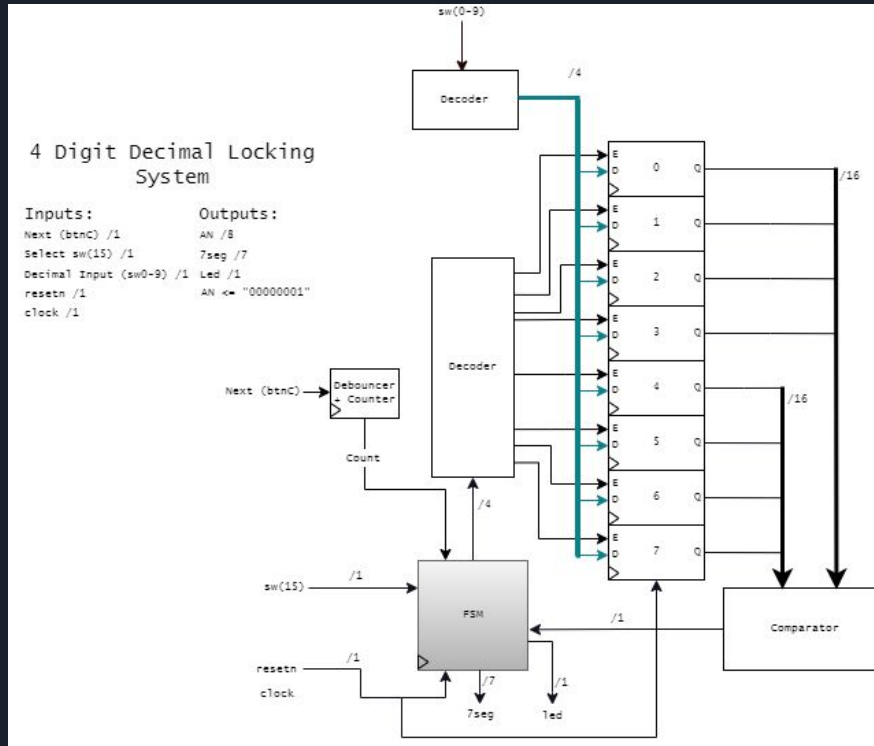 sw(0-9)
/4
Decoder
4 Digit Decimal Locking
System
Inputs:
Next (btnC) /1
Select sw(15) /1
Decimal Input (sw0-9) /1
resetn /1
clock /1
Outputs:
AN /8
7seg /7
Led /1
AN <= "00000001"
E
D
0
Q
/16
E
D
1
Q
E
D
2
Q
E
D
3
Q
Decoder
E
D
4
Q
/16
Next (btnC)
Debouncer
+ Counter
E
D
5
Q
Count
E
D
6
Q
/4
E
D
7
Q
sw(15)
/1
FSM
/1
Comparator
resetn
/1
clock
/7
/1
7seg
led